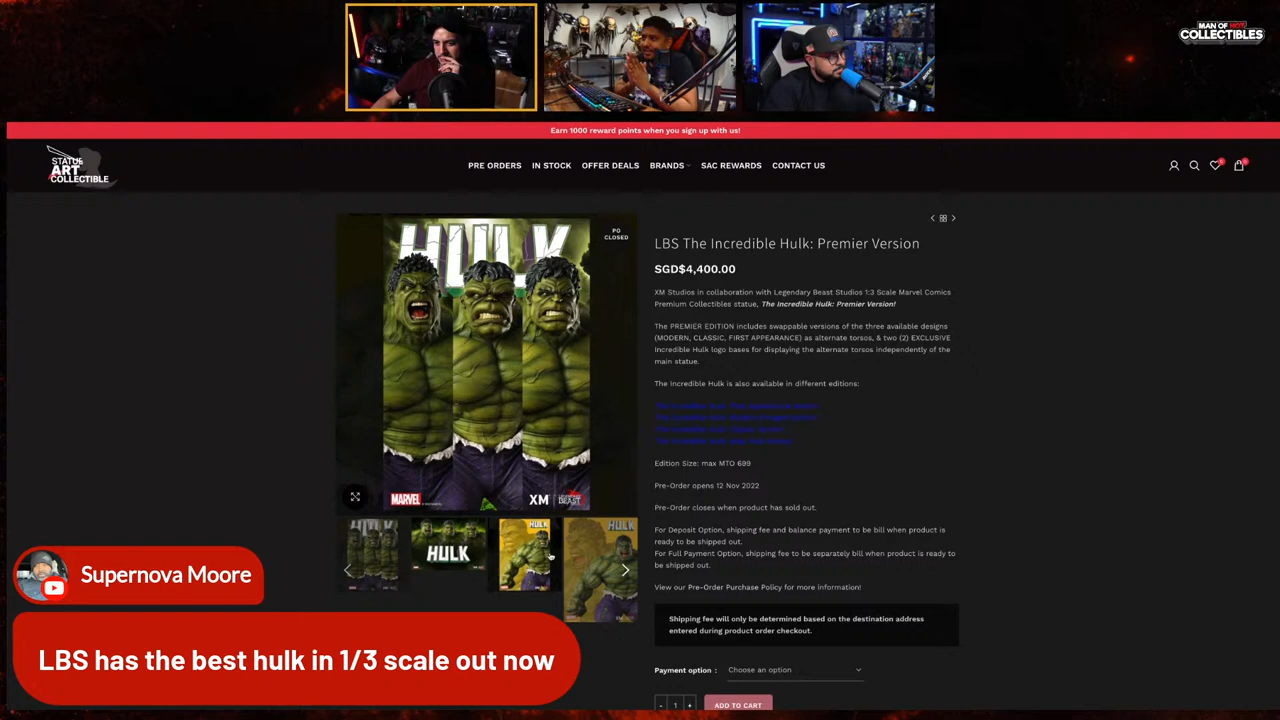 MAN OF HOT
COLLECTIBLES
Earn 1000 reward points when you sign up with us!
STATUE
ART
COLLECTIBLE
PRE ORDERS IN STOCK OFFER DEALS BRANDS SAC REWARDS CONTACT US
0 0
HULK
PO
CLOSED
MARVEL
XM LEGENDARY
BEAST
LBS The Incredible Hulk: Premier Version
SGD$4,400.00
XM Studios in collaboration with Legendary Beast Studios 1:3 Scale Marvel Comics
Premium Collectibles statue, The Incredible Hulk: Premier Version!
The PREMIER EDITION includes swappable versions of the three available designs
(MODERN, CLASSIC, FIRST APPEARANCE) as alternate torsos, & two (2) EXCLUSIVE
Incredible Hulk logo bases for displaying the alternate torsos independently of the
main statue.
The Incredible Hulk is also available in different editions:
Edition Size: max MTO 699
Pre-Order opens 12 Nov 2022
Pre-Order closes when product has sold out.
For Deposit Option, shipping fee and balance payment to be bill when product is
ready to be shipped out.
For Full Payment Option, shipping fee to be separately bill when product is ready to
be shipped out.
View our Pre-Order Purchase Policy for more information!
Shipping fee will only be determined based on the destination address
entered during product order checkout.
Payment option : Choose an option
- 1 + ADD TO CART
HULK
HULK
HULK
HULK
Supernova Moore
LBS has the best hulk in 1/3 scale out now